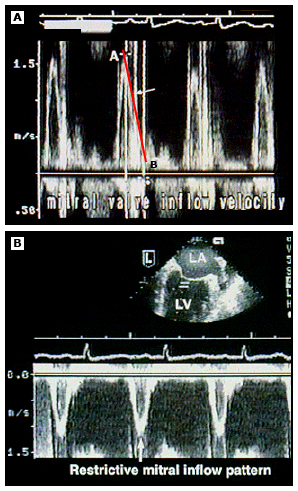 A
1.5
A
m/s
B
mitral valve inflow velocity
.50
B
L
LA
LV
0.0
m/s
1.5
Restrictive mitral inflow pattern